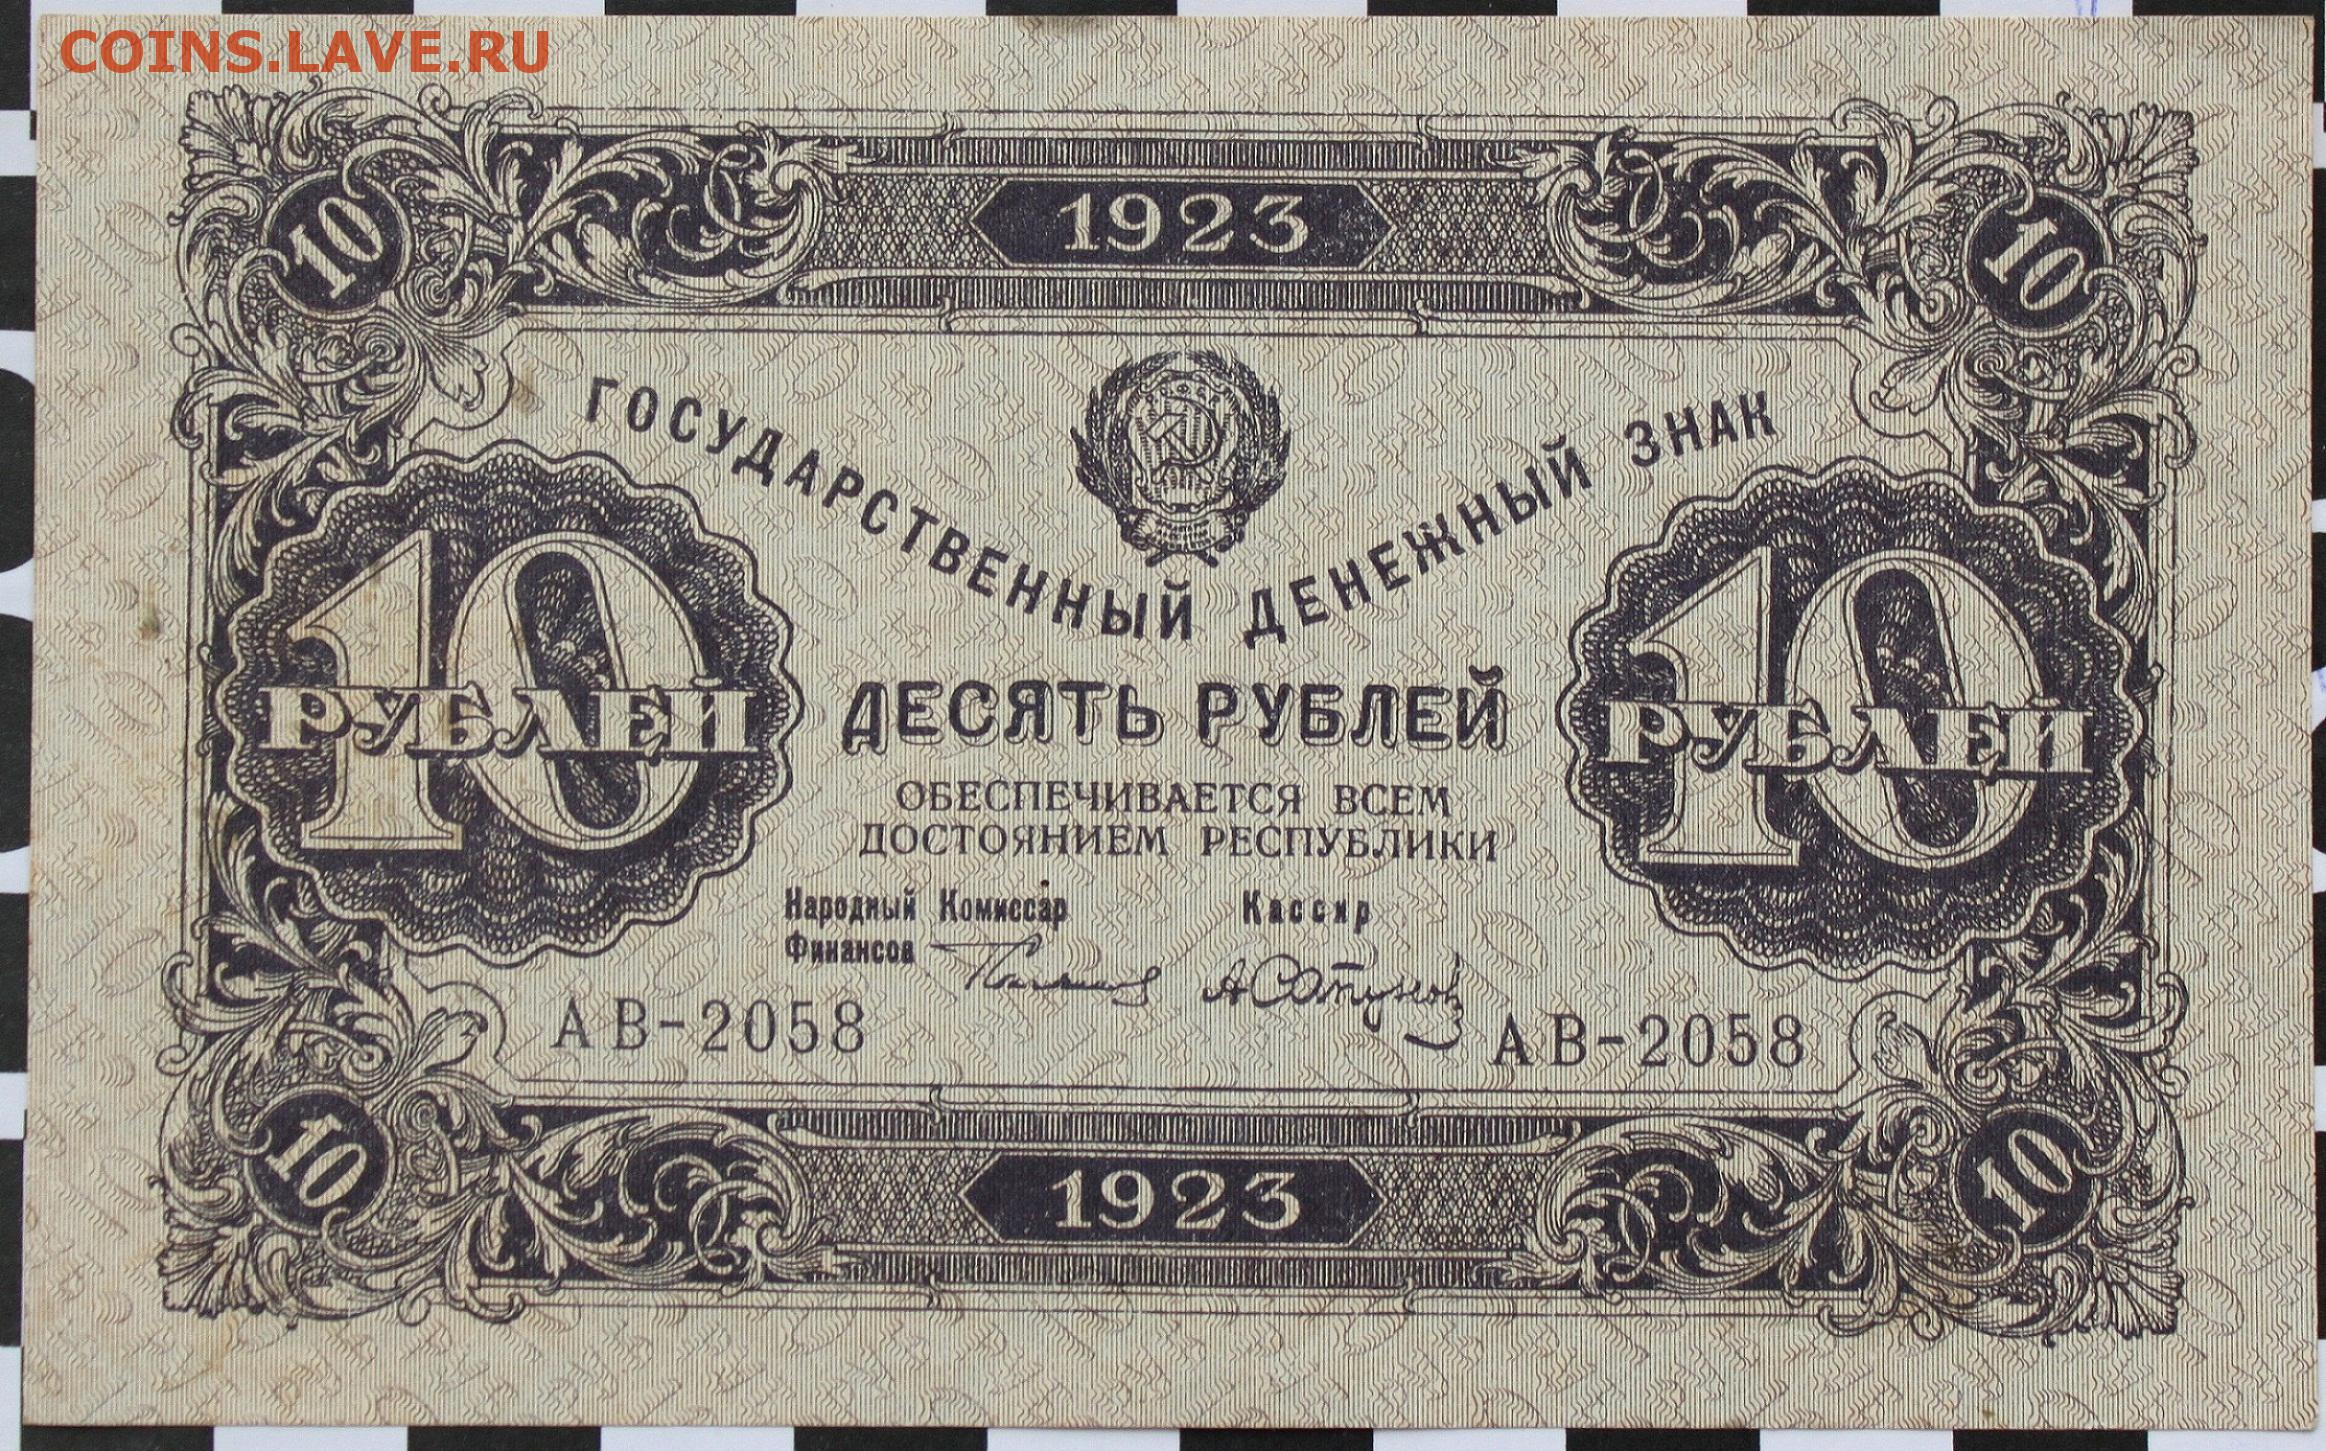 COINS.LAVE.RU
1923
10
10
ГОСУДАРСТВЕННЫЙ ДЕНЕЖНЫЙ ЗНАК
10
РУБЛЕЙ
10
РУБЛЕЙ
ДЕСЯТЬ РУБЛЕЙ
ОБЕСПЕЧИВАЕТСЯ ВСЕМ
ДОСТОЯНИЕМ РЕСПУБЛИКИ
Народный Комиссар
Финансов
Кассир
АВ-2058
АВ-2058
10
10
1923